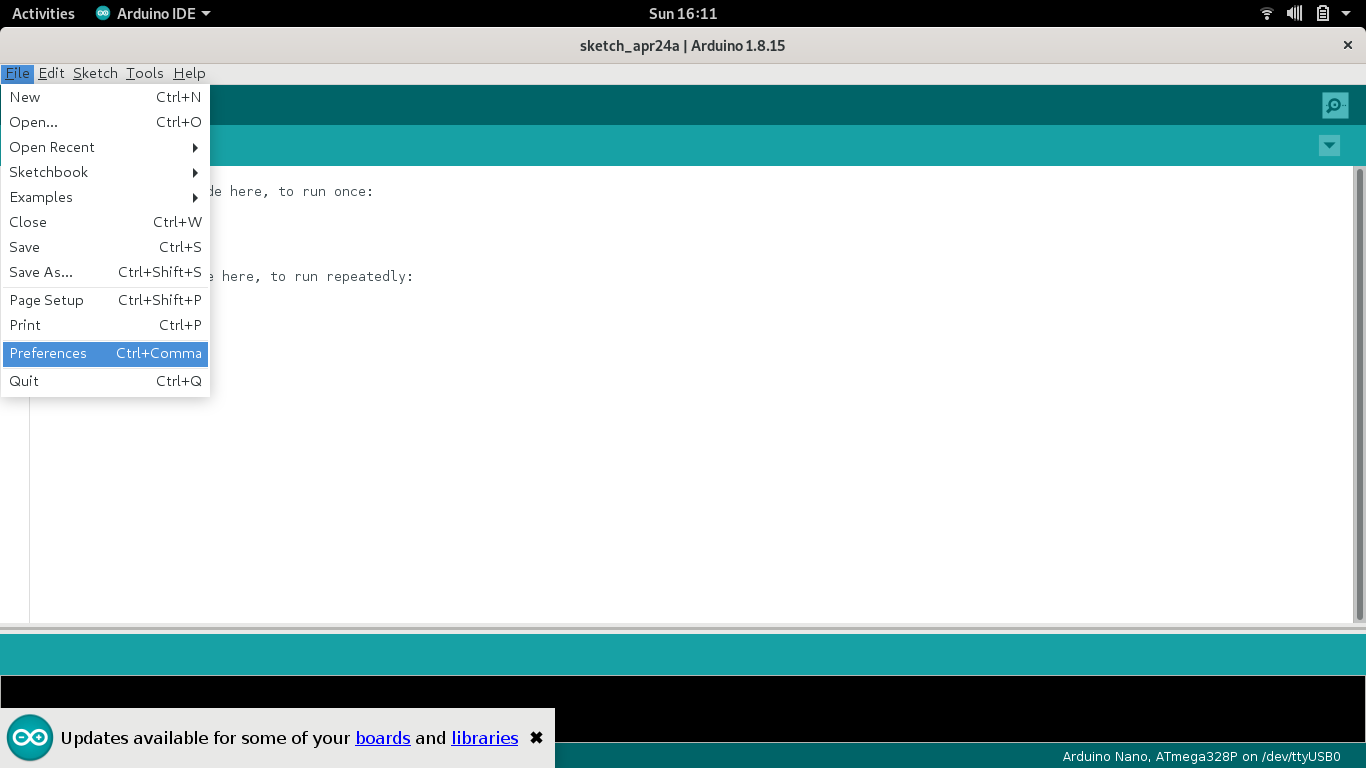 Activities Arduino IDE Sun 16:11
sketch_apr24a | Arduino 1.8.15
File Edit Sketch Tools Help
New Ctrl+N
Open... Ctrl+O
Open Recent
Sketchbook
Examples
Close Ctrl+W
Save Ctrl+S
Save As... Ctrl+Shift+S
Page Setup Ctrl+Shift+P
Print Ctrl+P
Preferences Ctrl+Comma
Quit Ctrl+Q
de here, to run once:
e here, to run repeatedly:
Updates available for some of your boards and libraries
Arduino Nano, ATmega328P on /dev/ttyUSB0